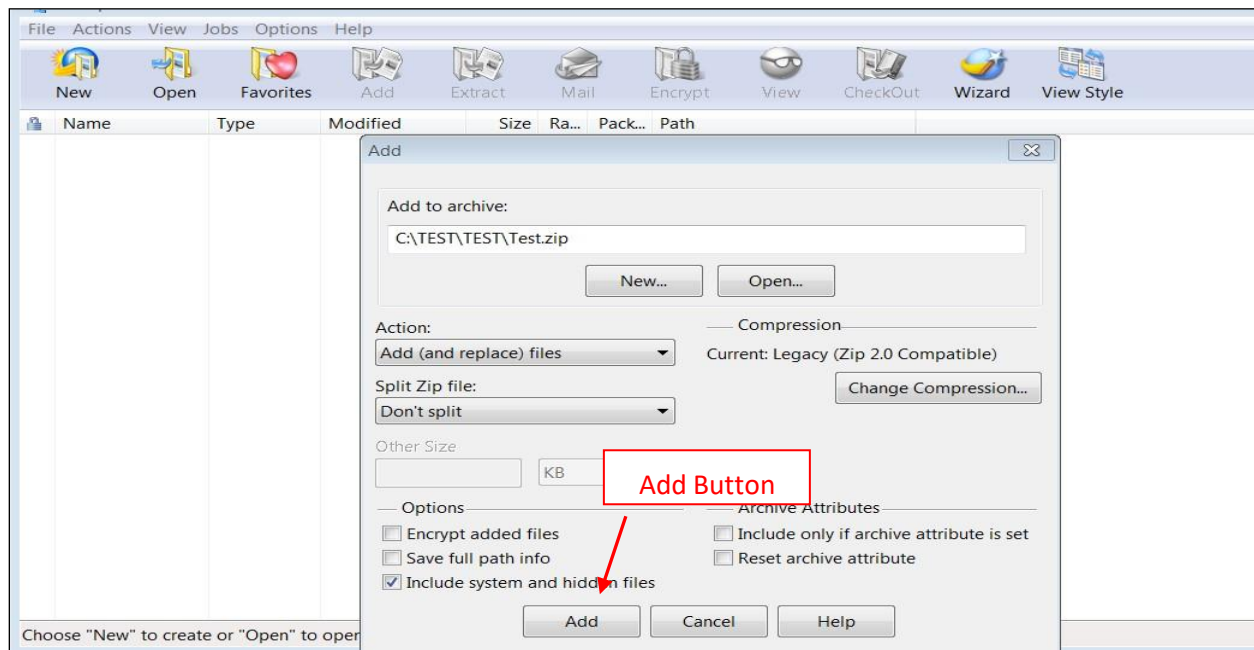 File Actions View Jobs Options Help
New Open Favorites Add Extract Mail Encrypt View CheckOut Wizard View Style
Name Type Modified Size Ra... Pack... Path
Add
Add to archive:
C:\TEST\TEST\Test.zip
New... Open...
Action: Compression
Add (and replace) files Current: Legacy (Zip 2.0 Compatible)
Split Zip file: Change Compression...
Don't split
Other Size
KB
Add Button
Options Archive Attributes
Encrypt added files Include only if archive attribute is set
Save full path info Reset archive attribute
Include system and hidden files
Add Cancel Help
Choose "New" to create or "Open" to oper